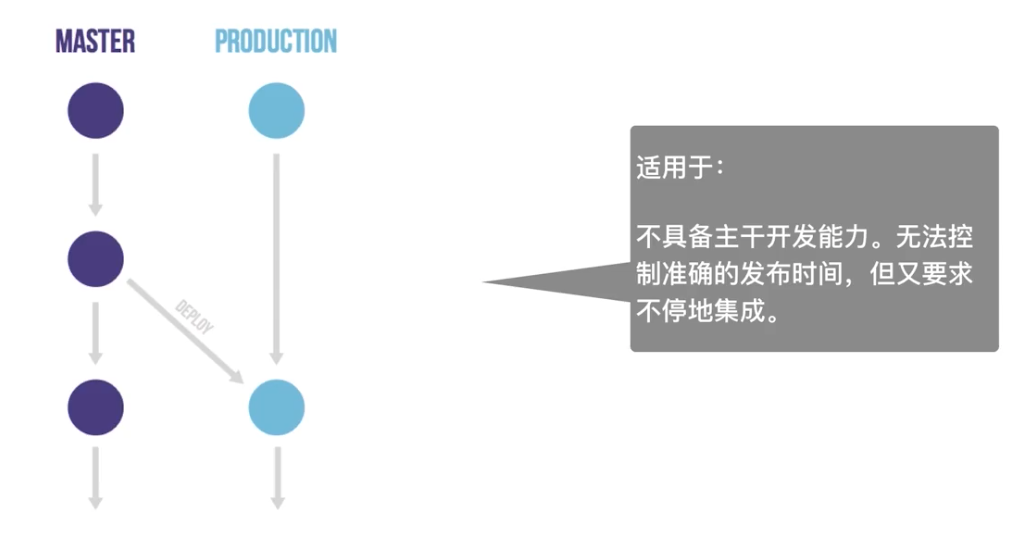 MASTER
PRODUCTION
DEPLOY
适用于：
不具备主干开发能力。无法控
制准确的发布时间，但又要求
不停地集成。